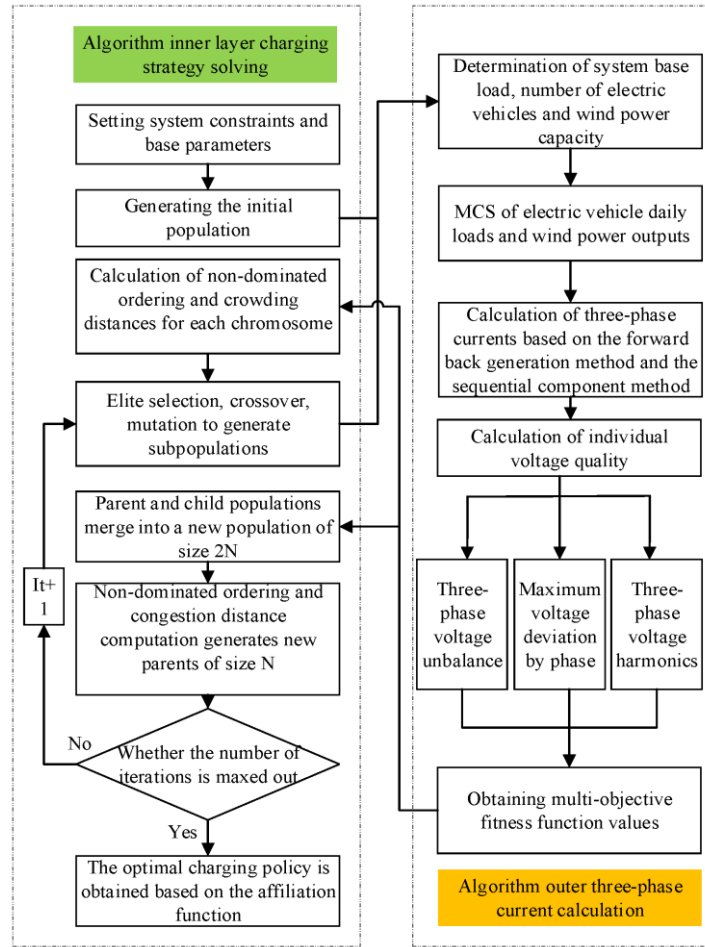 Algorithm inner layer charging
strategy solving
Setting system constraints and
base parameters
Generating the initial
population
Calculation of non-dominated
ordering and crowding
distances for each chromosome
Elite selection, crossover,
mutation to generate
subpopulations
Parent and child populations
merge into a new population of
size 2N
It+
1
Non-dominated ordering and
congestion distance
computation generates new
parents of size N
No
Whether the number of
iterations is maxed out
Yes
The optimal charging policy is
obtained based on the affiliation
function
Determination of system base
load, number of electric
vehicles and wind power
capacity
MCS of electric vehicle daily
loads and wind power outputs
Calculation of three-phase
currents based on the forward
back generation method and the
sequential component method
Calculation of individual
voltage quality
Three-
phase
voltage
unbalance
Maximum
voltage
deviation
by phase
Three-
phase
voltage
harmonics
Obtaining multi-objective
fitness function values
Algorithm outer three-phase
current calculation